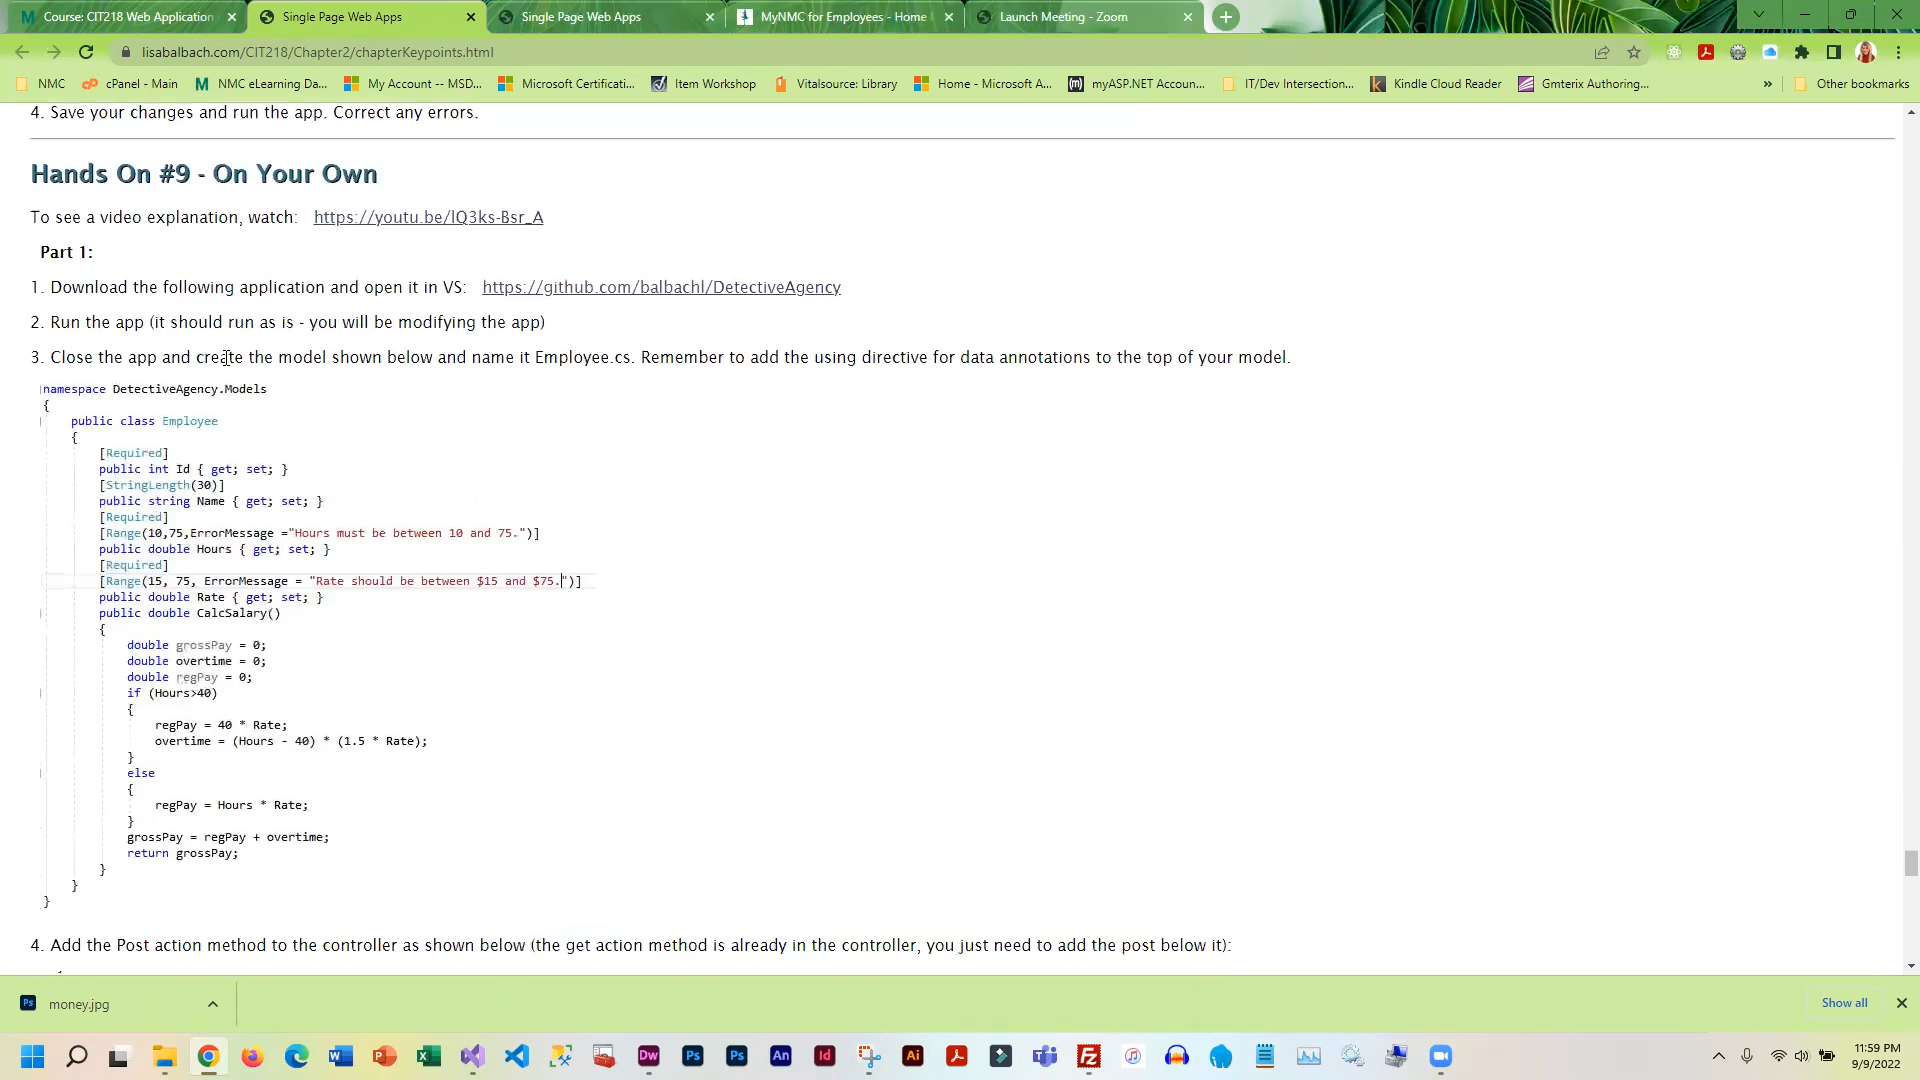 Course: CIT218 Web Application
Single Page Web Apps
Single Page Web Apps
MyNMC for Employees - Home
Launch Meeting - Zoom
lisabalbach.com/CIT218/Chapter2/chapterKeypoints.html
NMC
cPanel - Main
NMC eLearning Da...
My Account -- MSD...
Microsoft Certificati...
Item Workshop
Vitalsource: Library
Home - Microsoft A...
myASP.NET Accoun...
IT/Dev Intersection...
Kindle Cloud Reader
Gmterix Authoring...
Other bookmarks
4. Save your changes and run the app. Correct any errors.
Hands On #9 - On Your Own
To see a video explanation, watch: https://youtu.be/lQ3ks-Bsr_A
Part 1:
1. Download the following application and open it in VS: https://github.com/balbachl/DetectiveAgency
2. Run the app (it should run as is - you will be modifying the app)
3. Close the app and create the model shown below and name it Employee.cs. Remember to add the using directive for data annotations to the top of your model.
namespace DetectiveAgency.Models
{
public class Employee
{
[Required]
public int Id { get; set; }
[StringLength(30)]
public string Name { get; set; }
[Required]
[Range(10,75,ErrorMessage ="Hours must be between 10 and 75.")]
public double Hours { get; set; }
[Required]
[Range(15, 75, ErrorMessage = "Rate should be between $15 and $75.")]
public double Rate { get; set; }
public double CalcSalary()
{
double grossPay = 0;
double overtime = 0;
double regPay = 0;
if (Hours>40)
{
regPay = 40 * Rate;
overtime = (Hours - 40) * (1.5 * Rate);
}
else
{
regPay = Hours * Rate;
}
grossPay = regPay + overtime;
return grossPay;
}
}
}
4. Add the Post action method to the controller as shown below (the get action method is already in the controller, you just need to add the post below it):
money.jpg
Show all
11:59 PM
9/9/2022